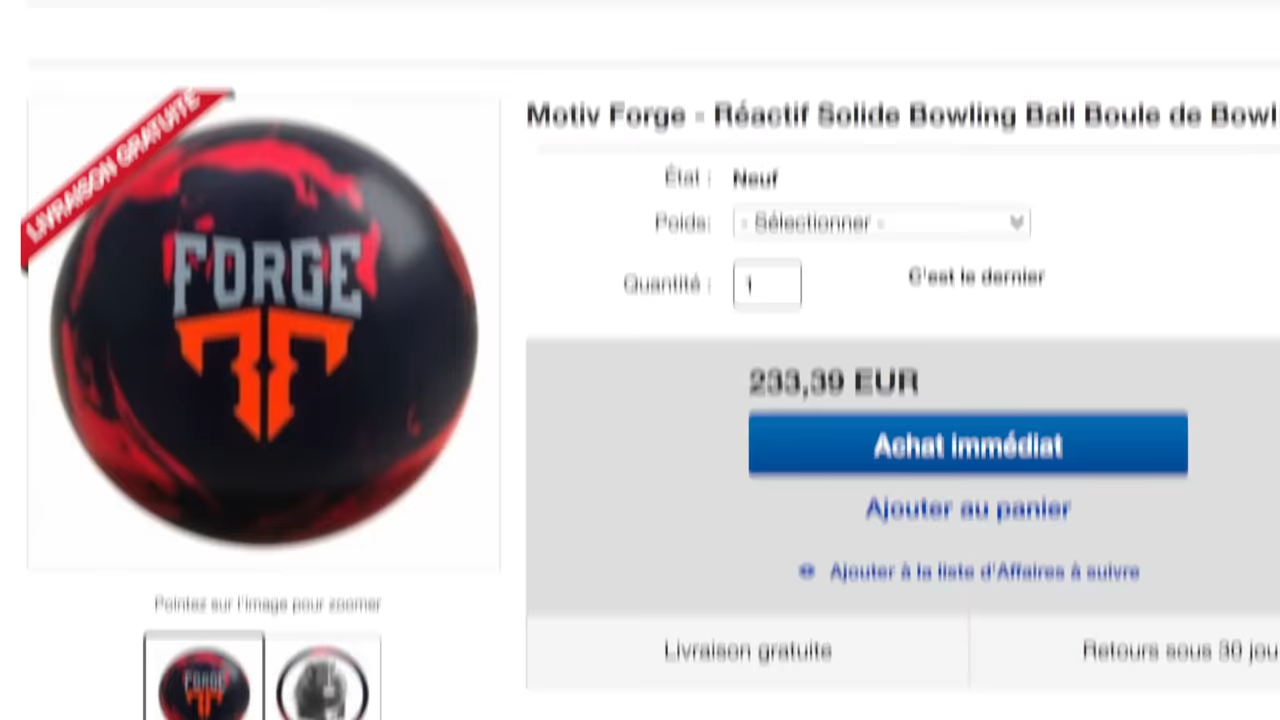 LIVRAISON GRATUITE
FORGE
Motiv Forge - Réactif Solide Bowling Ball Boule de Bowl
État : Neuf
Poids: - Sélectionner -
Quantité : 1 C'est le dernier
233,39 EUR
Achat immédiat
Ajouter au panier
Ajouter à la liste d'Affaires à suivre
Pointez sur l'image pour zoomer
Livraison gratuite Retours sous 30 jou
FORGE